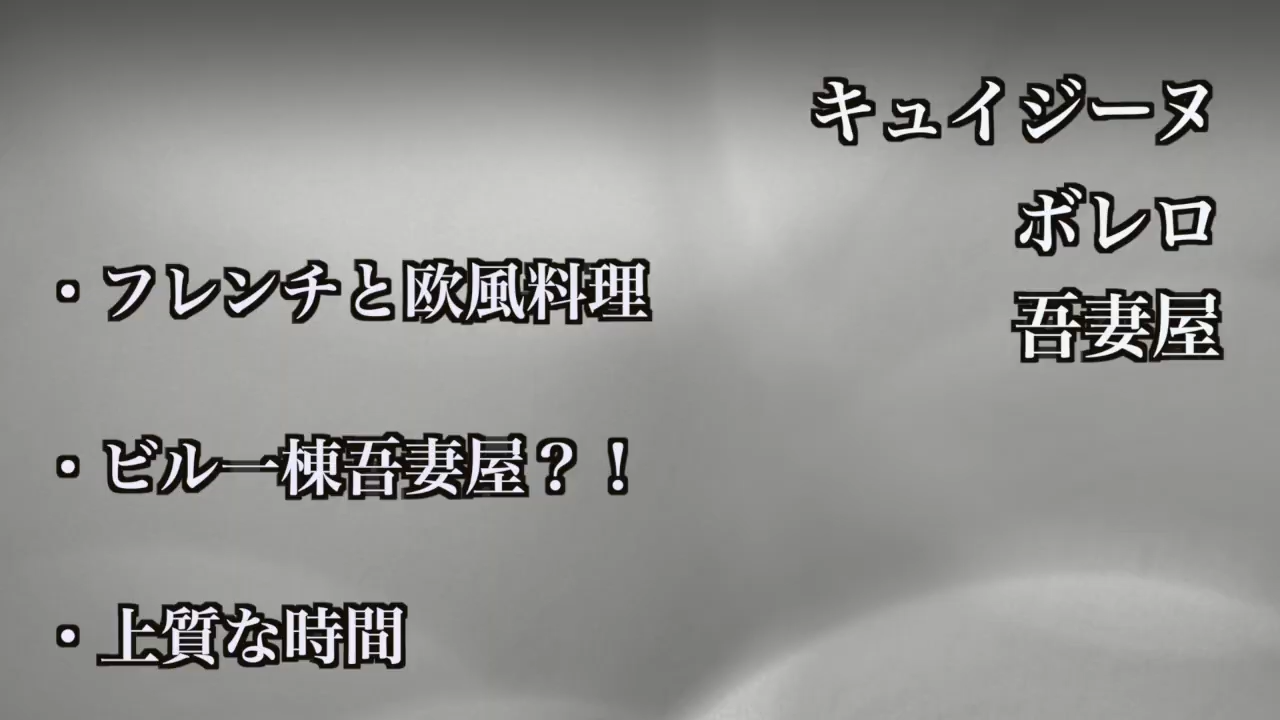 キュイジーヌ
ボレロ
吾妻屋
・フレンチと欧風料理
・ビル一棟吾妻屋？！
・上質な時間